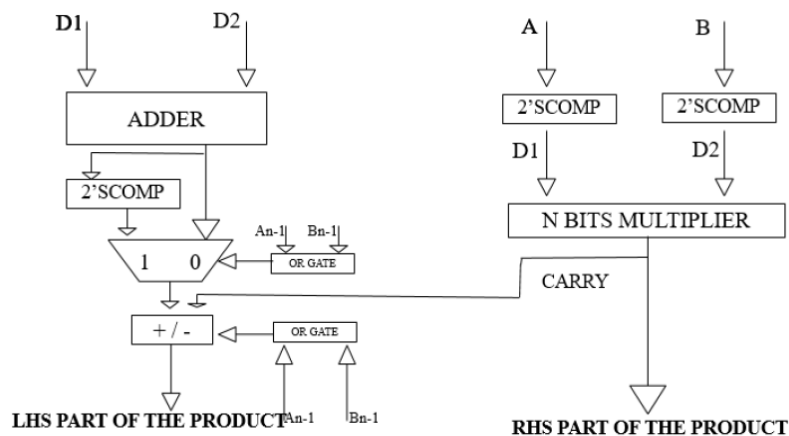 D1
D2
A
B
ADDER
2'SCOMP
2'SCOMP
D1
D2
2'SCOMP
N BITS MULTIPLIER
An-1
Bn-1
1
0
OR GATE
CARRY
+ / -
OR GATE
An-1
Bn-1
LHS PART OF THE PRODUCT
RHS PART OF THE PRODUCT